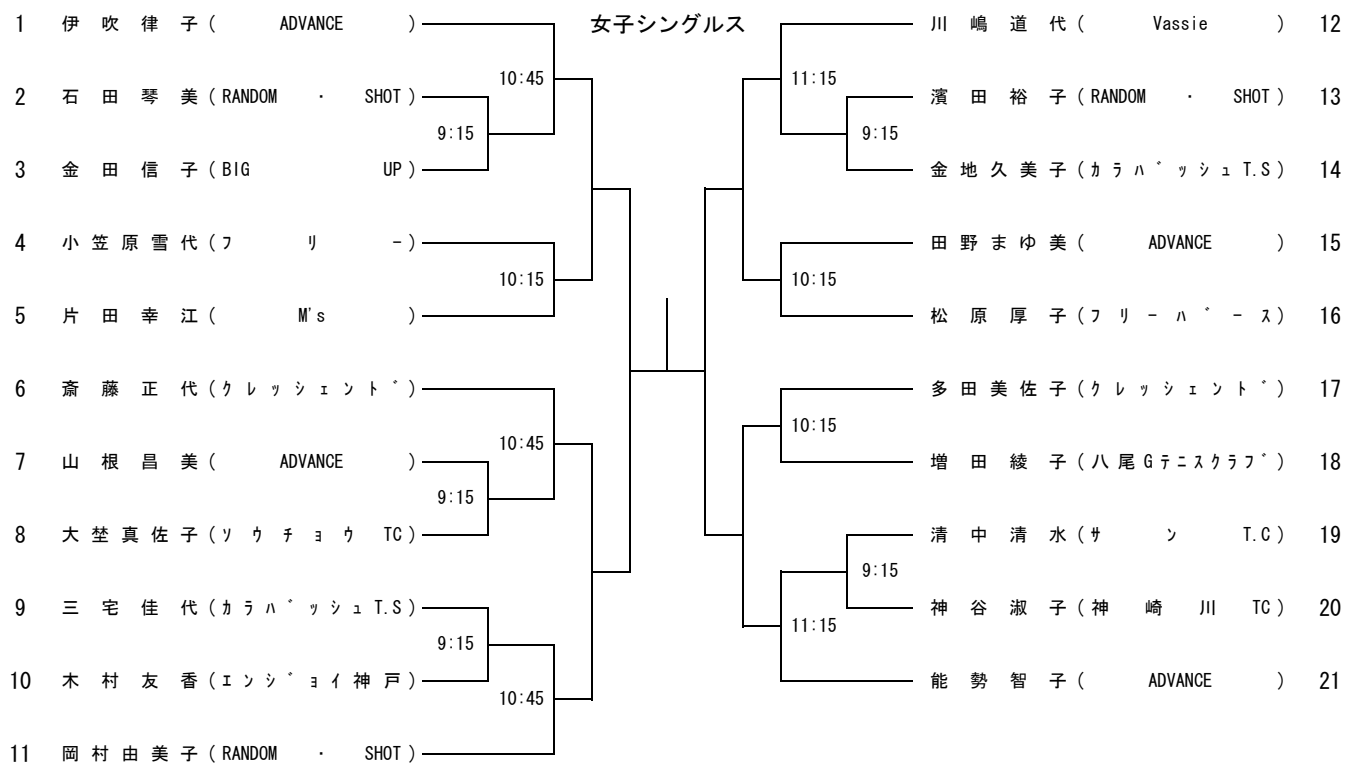 女子シングルス
1 伊吹律子 ( ADVANCE )
10:45
2 石田琴美 ( RANDOM ・ SHOT )
9:15
3 金田信子 ( BIG UP )
4 小笠原雪代 ( フリー )
10:15
5 片田幸江 ( M's )
6 斎藤正代 ( クレッシェンドﾞ )
10:45
7 山根昌美 ( ADVANCE )
9:15
8 大埜真佐子 ( ソウチョウ TC )
9 三宅佳代 ( カラハﾞッシュT.S )
9:15
10 木村友香 ( エンシﾞョイ神戸 )
10:45
11 岡村由美子 ( RANDOM ・ SHOT )
川嶋道代 ( Vassie ) 12
11:15
濱田裕子 ( RANDOM ・ SHOT ) 13
9:15
金地久美子 ( カラハﾞッシュT.S ) 14
田野まゆ美 ( ADVANCE ) 15
10:15
松原厚子 ( フリーハﾞース ) 16
多田美佐子 ( クレッシェントﾞ ) 17
10:15
増田綾子 ( 八尾Gテニスクラフﾞ ) 18
清中清水 ( サン T.C ) 19
9:15
神谷淑子 ( 神崎川 TC ) 20
11:15
能勢智子 ( ADVANCE ) 21